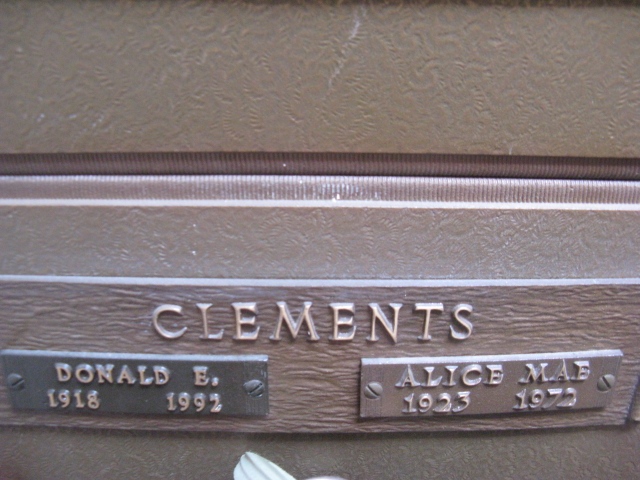 CLEMENTS
DONALD E.
1918 1992
ALICE MAE
1923 1972